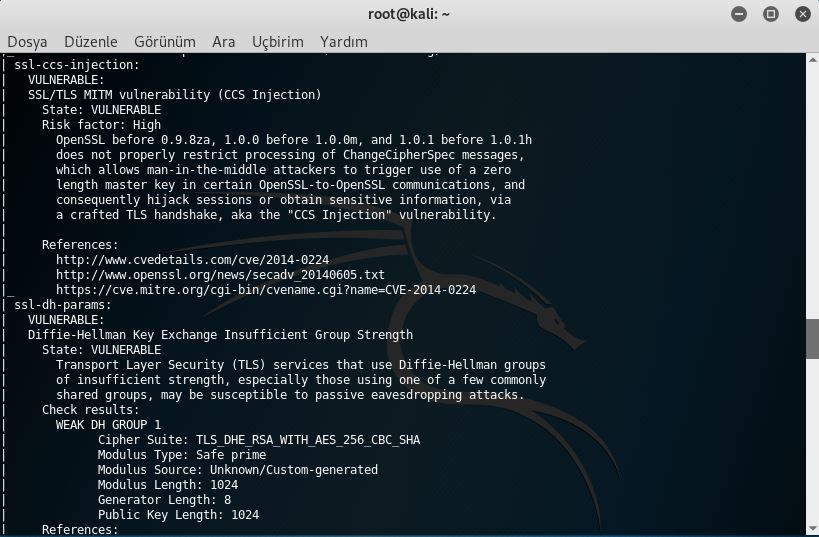 root@kali: ~
Dosya Düzenle Görünüm Ara Uçbirim Yardım
| ssl-ccs-injection:
|   VULNERABLE:
|   SSL/TLS MITM vulnerability (CCS Injection)
|     State: VULNERABLE
|     Risk factor: High
|       OpenSSL before 0.9.8za, 1.0.0 before 1.0.0m, and 1.0.1 before 1.0.1h
|       does not properly restrict processing of ChangeCipherSpec messages,
|       which allows man-in-the-middle attackers to trigger use of a zero
|       length master key in certain OpenSSL-to-OpenSSL communications, and
|       consequently hijack sessions or obtain sensitive information, via
|       a crafted TLS handshake, aka the "CCS Injection" vulnerability.
|
|     References:
|       http://www.cvedetails.com/cve/2014-0224
|       http://www.openssl.org/news/secadv_20140605.txt
|_      https://cve.mitre.org/cgi-bin/cvename.cgi?name=CVE-2014-0224
| ssl-dh-params:
|   VULNERABLE:
|   Diffie-Hellman Key Exchange Insufficient Group Strength
|     State: VULNERABLE
|       Transport Layer Security (TLS) services that use Diffie-Hellman groups
|       of insufficient strength, especially those using one of a few commonly
|       shared groups, may be susceptible to passive eavesdropping attacks.
|     Check results:
|       WEAK DH GROUP 1
|             Cipher Suite: TLS_DHE_RSA_WITH_AES_256_CBC_SHA
|             Modulus Type: Safe prime
|             Modulus Source: Unknown/Custom-generated
|             Modulus Length: 1024
|             Generator Length: 8
|             Public Key Length: 1024
|     References: